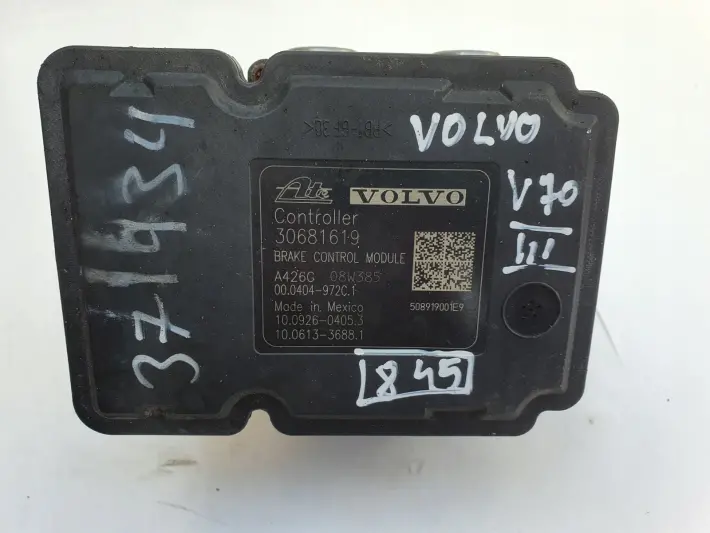 371434
>PBT-GF30<
VOLVO
V70
III
Ate VOLVO
Controller
30681619
BRAKE CONTROL MODULE
A426G 08W385
00.0404-972C.1
Made in Mexico
10.0926-0405.3
10.0613-3688.1
508919001E9
845